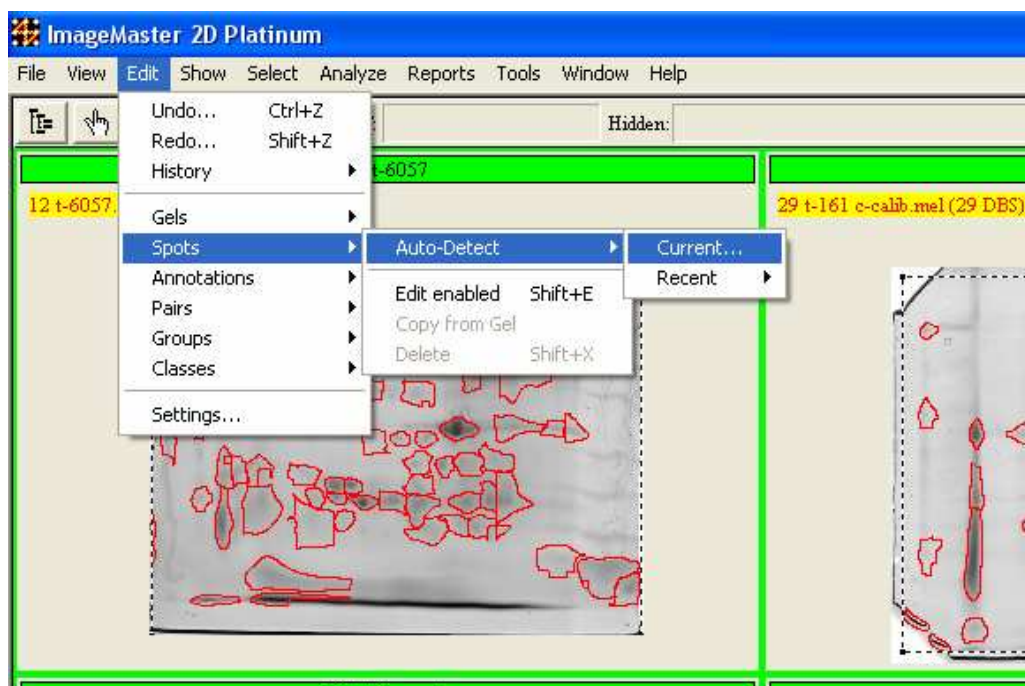 ImageMaster 2D Platinum
File View Edit Show Select Analyze Reports Tools Window Help
Hidden:
Undo... Ctrl+Z
Redo... Shift+Z
History
t-6057
12 t-6057.
29 t-161 c-calib.mel (29 DBS)
Gels
Spots
Auto-Detect
Current...
Annotations
Recent
Pairs
Edit enabled Shift+E
Groups
Copy from Gel
Classes
Delete Shift+X
Settings...